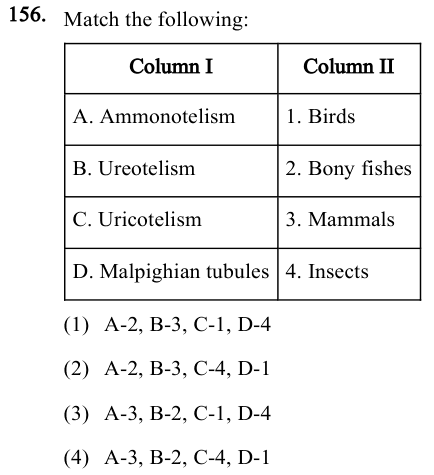 156. Match the following:
Column I Column II
A. Ammonotelism 1. Birds
B. Ureotelism 2. Bony fishes
C. Uricotelism 3. Mammals
D. Malpighian tubules 4. Insects
(1) A-2, B-3, C-1, D-4
(2) A-2, B-3, C-4, D-1
(3) A-3, B-2, C-1, D-4
(4) A-3, B-2, C-4, D-1